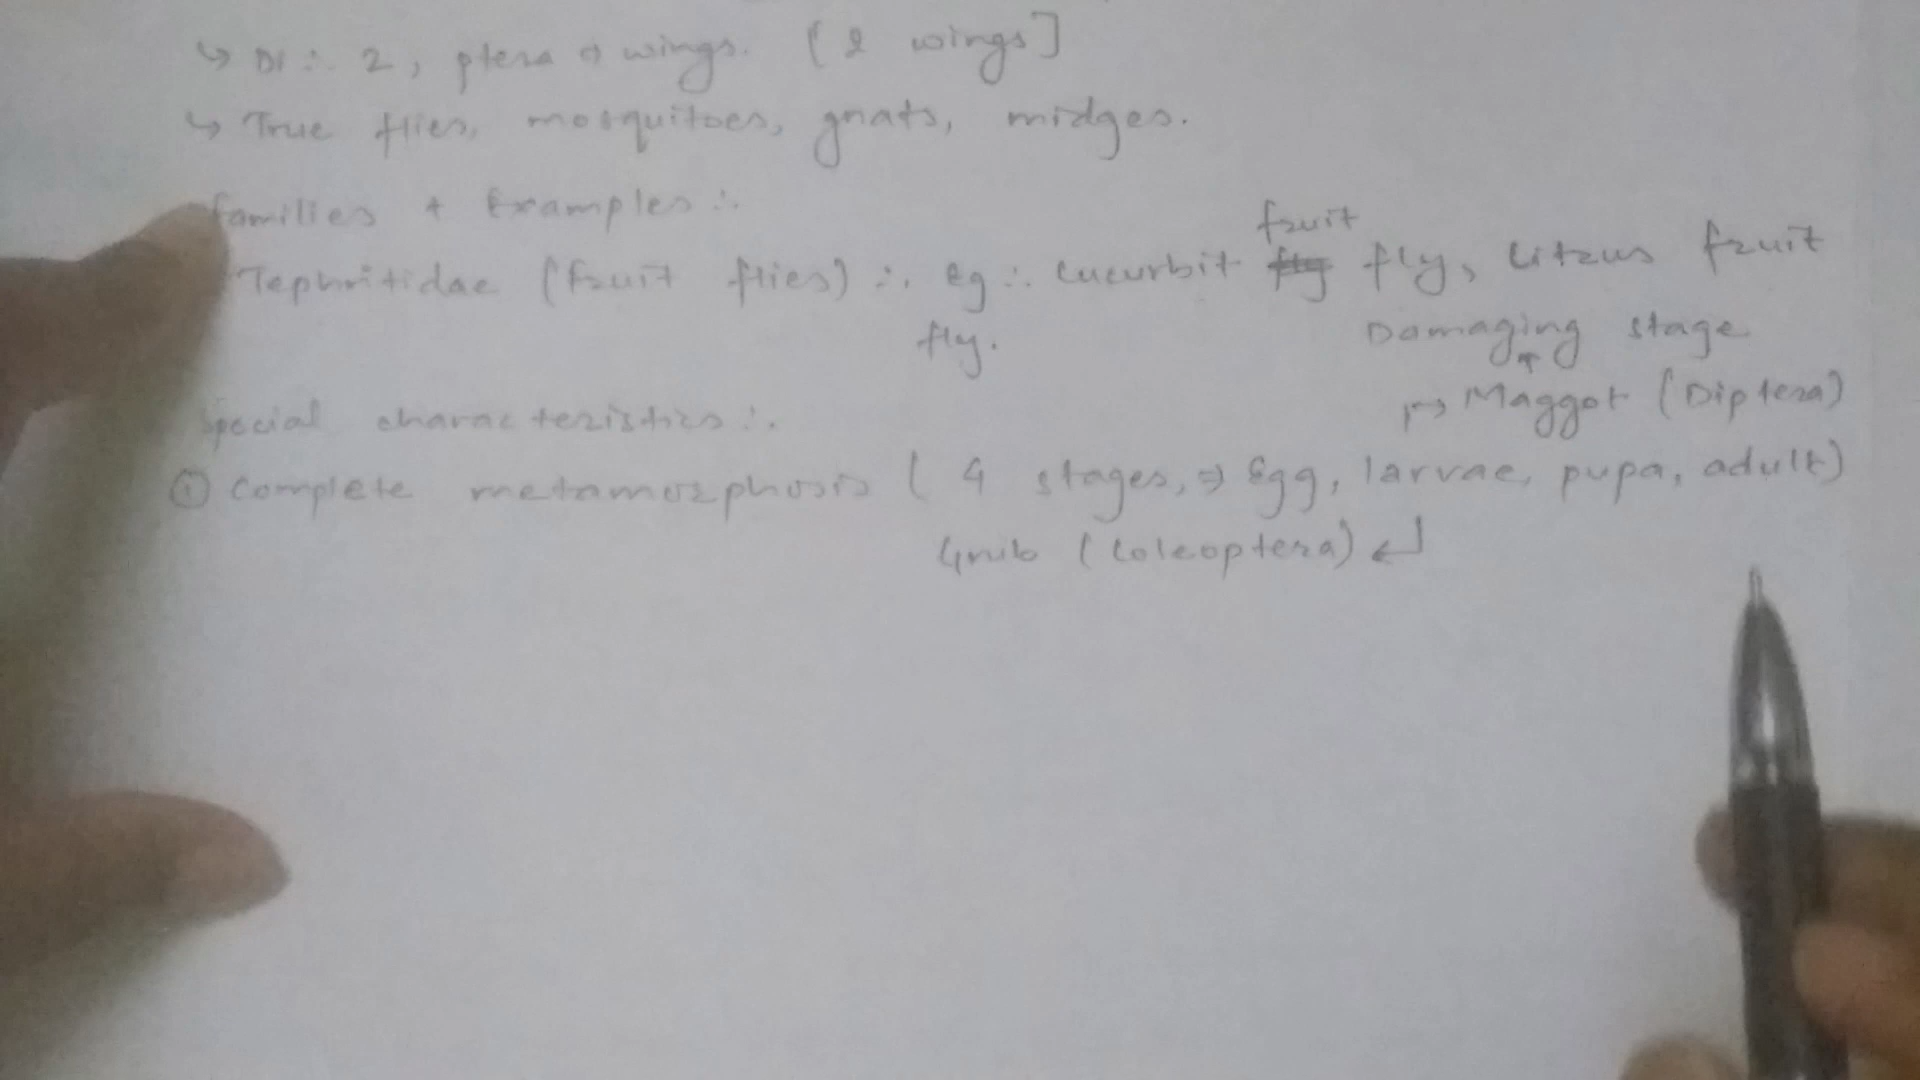 ↳ Di ∴ 2, ptera → wings. [2 wings]
↳ True flies, mosquitoes, gnats, midges.
families + Examples ∴
Tephritidae (fruit flies) ∴ eg ∴ cucurbit fruit fly, citrus fruit
fly.
Damaging stage
↑
↦ Maggot (Diptera)
special characteristics ∴
① Complete metamorphosis ( 4 stages, ⇒ Egg, larvae, pupa, adult)
Grub (Coleoptera) ↵